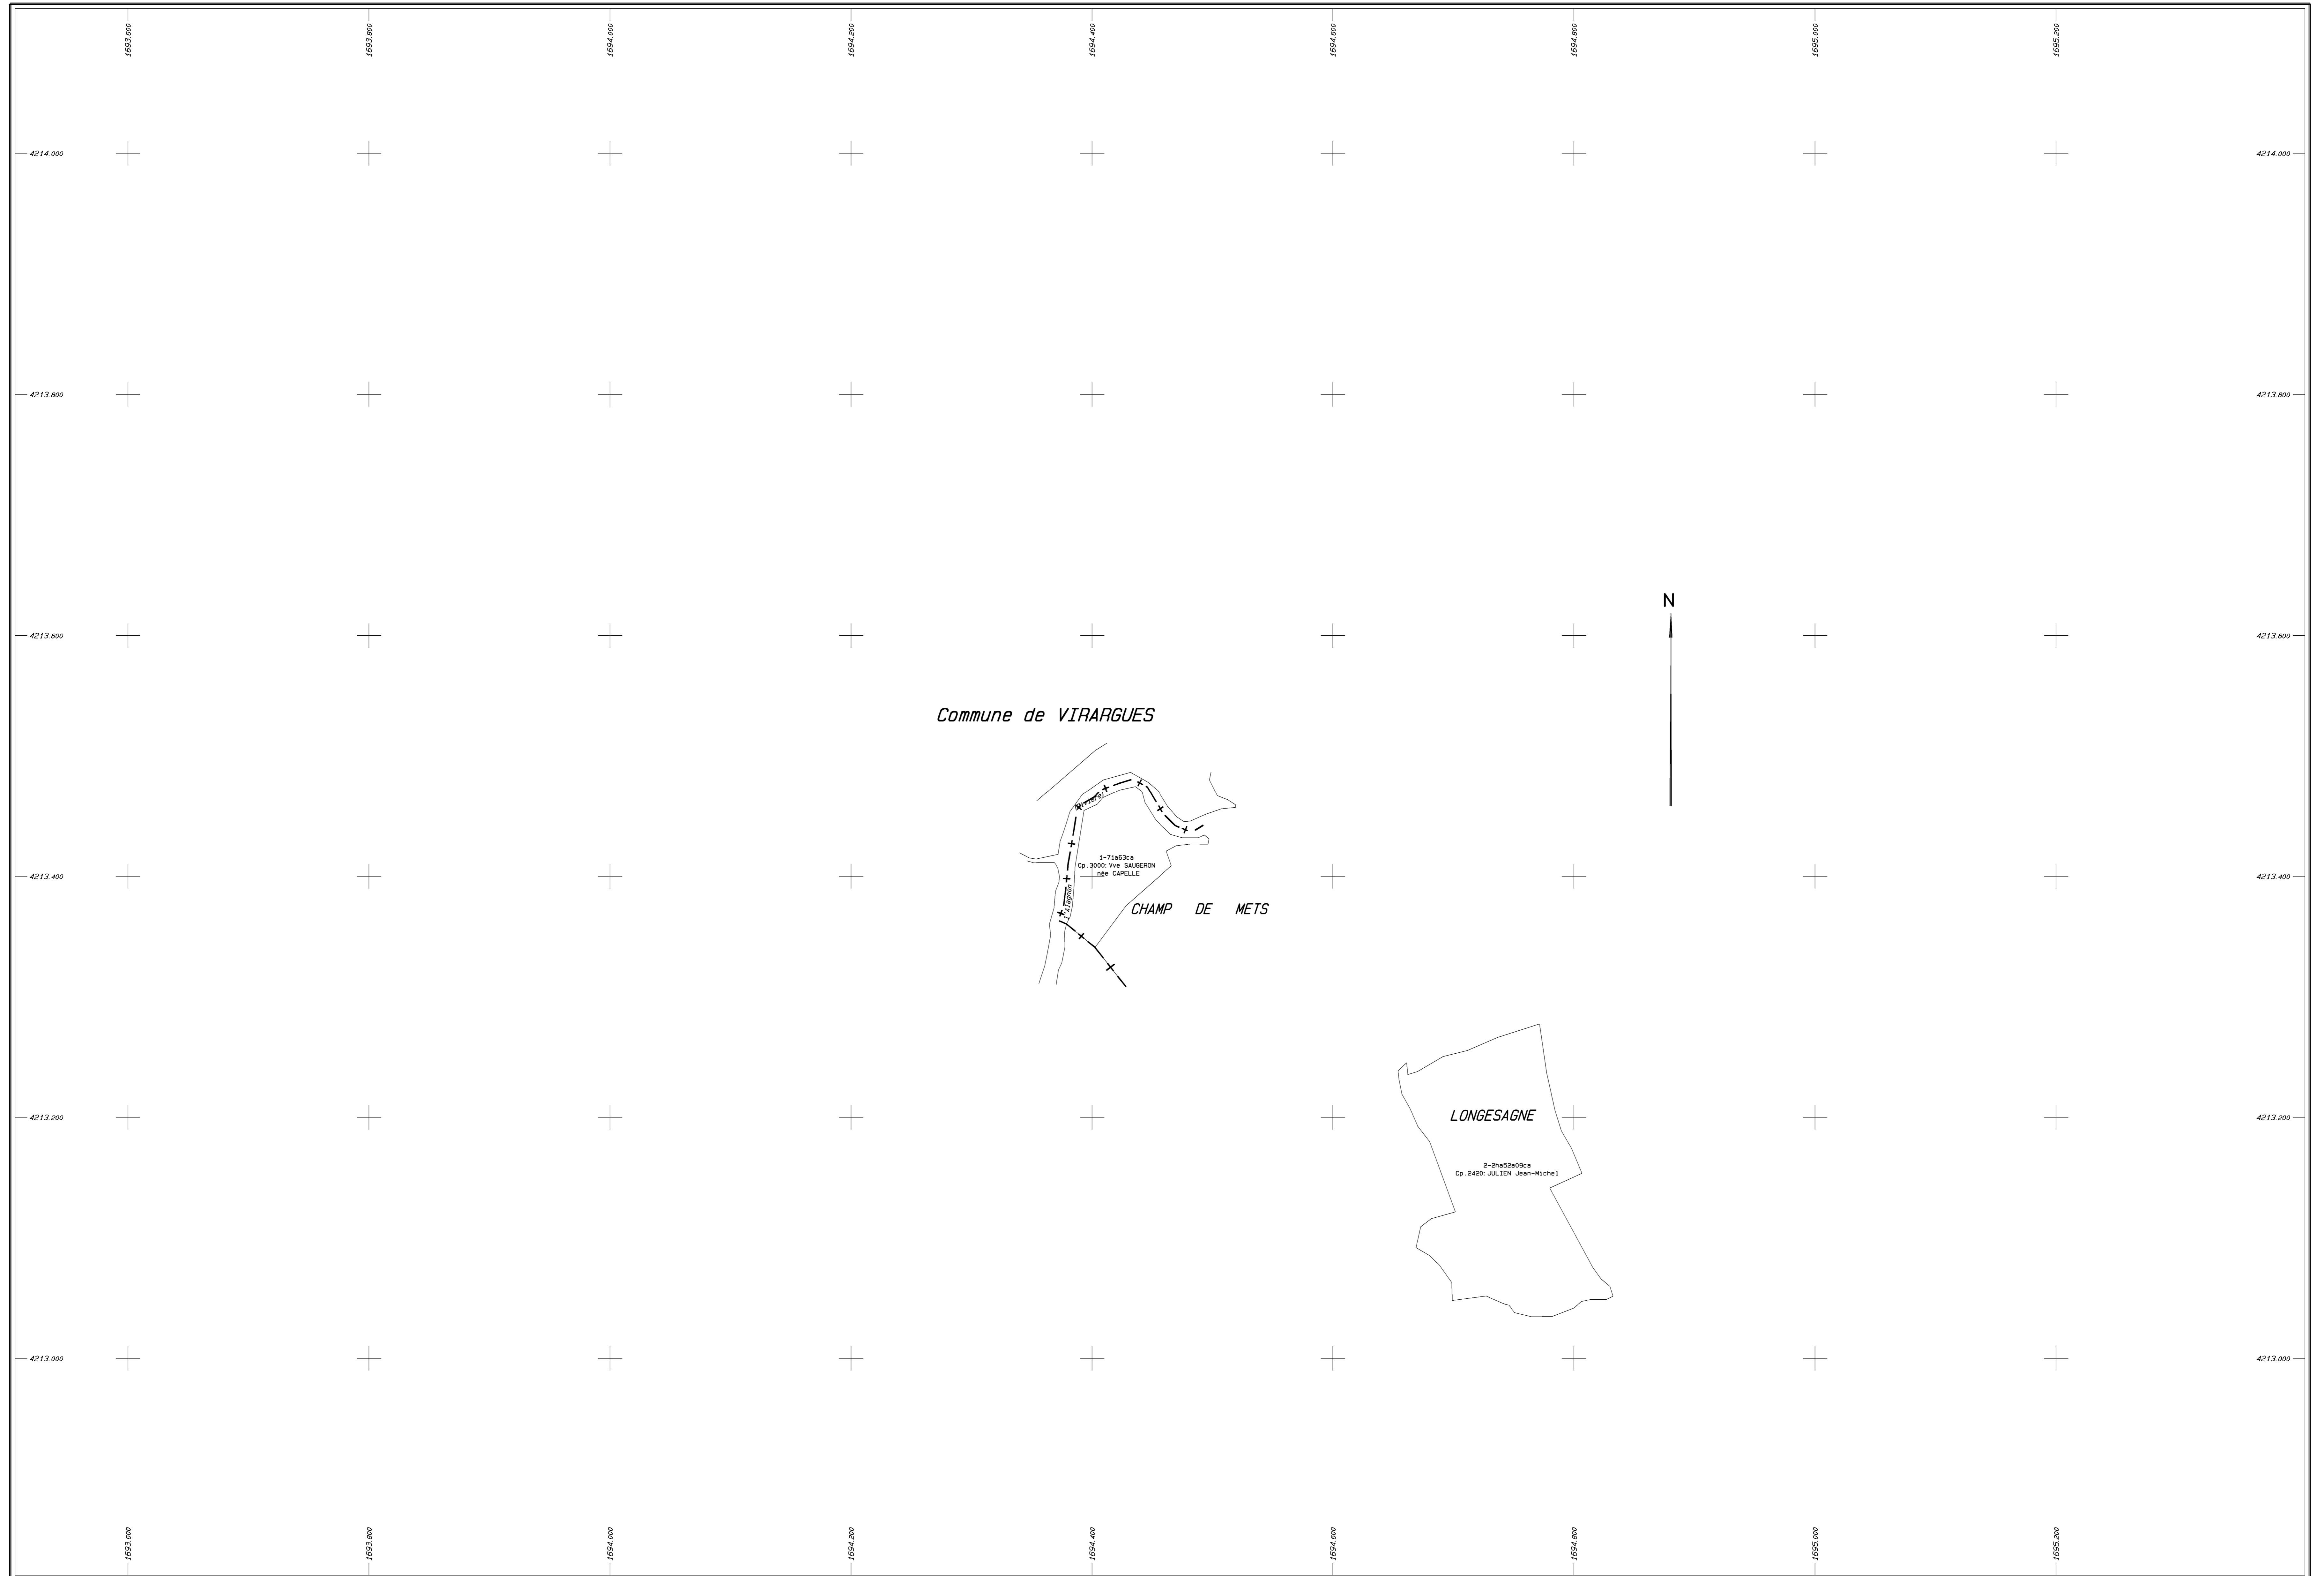 1693.600 1693.800 1694.000 1694.200 1694.400 1694.600 1694.800 1695.000 1695.200
4214.000 4214.000
4213.800 4213.800
N
4213.600 4213.600
Commune de VIRARGUES
(Rivière)
1-71a63ca
Cp.3000: Vve SAUGERON
née CAPELLE
4213.400 4213.400
l'Alagnon
CHAMP DE METS
LONGESAGNE
4213.200 4213.200
2-2ha52a09ca
Cp.2420: JULIEN Jean-Michel
4213.000 4213.000
1693.600 1693.800 1694.000 1694.200 1694.400 1694.600 1694.800 1695.000 1695.200